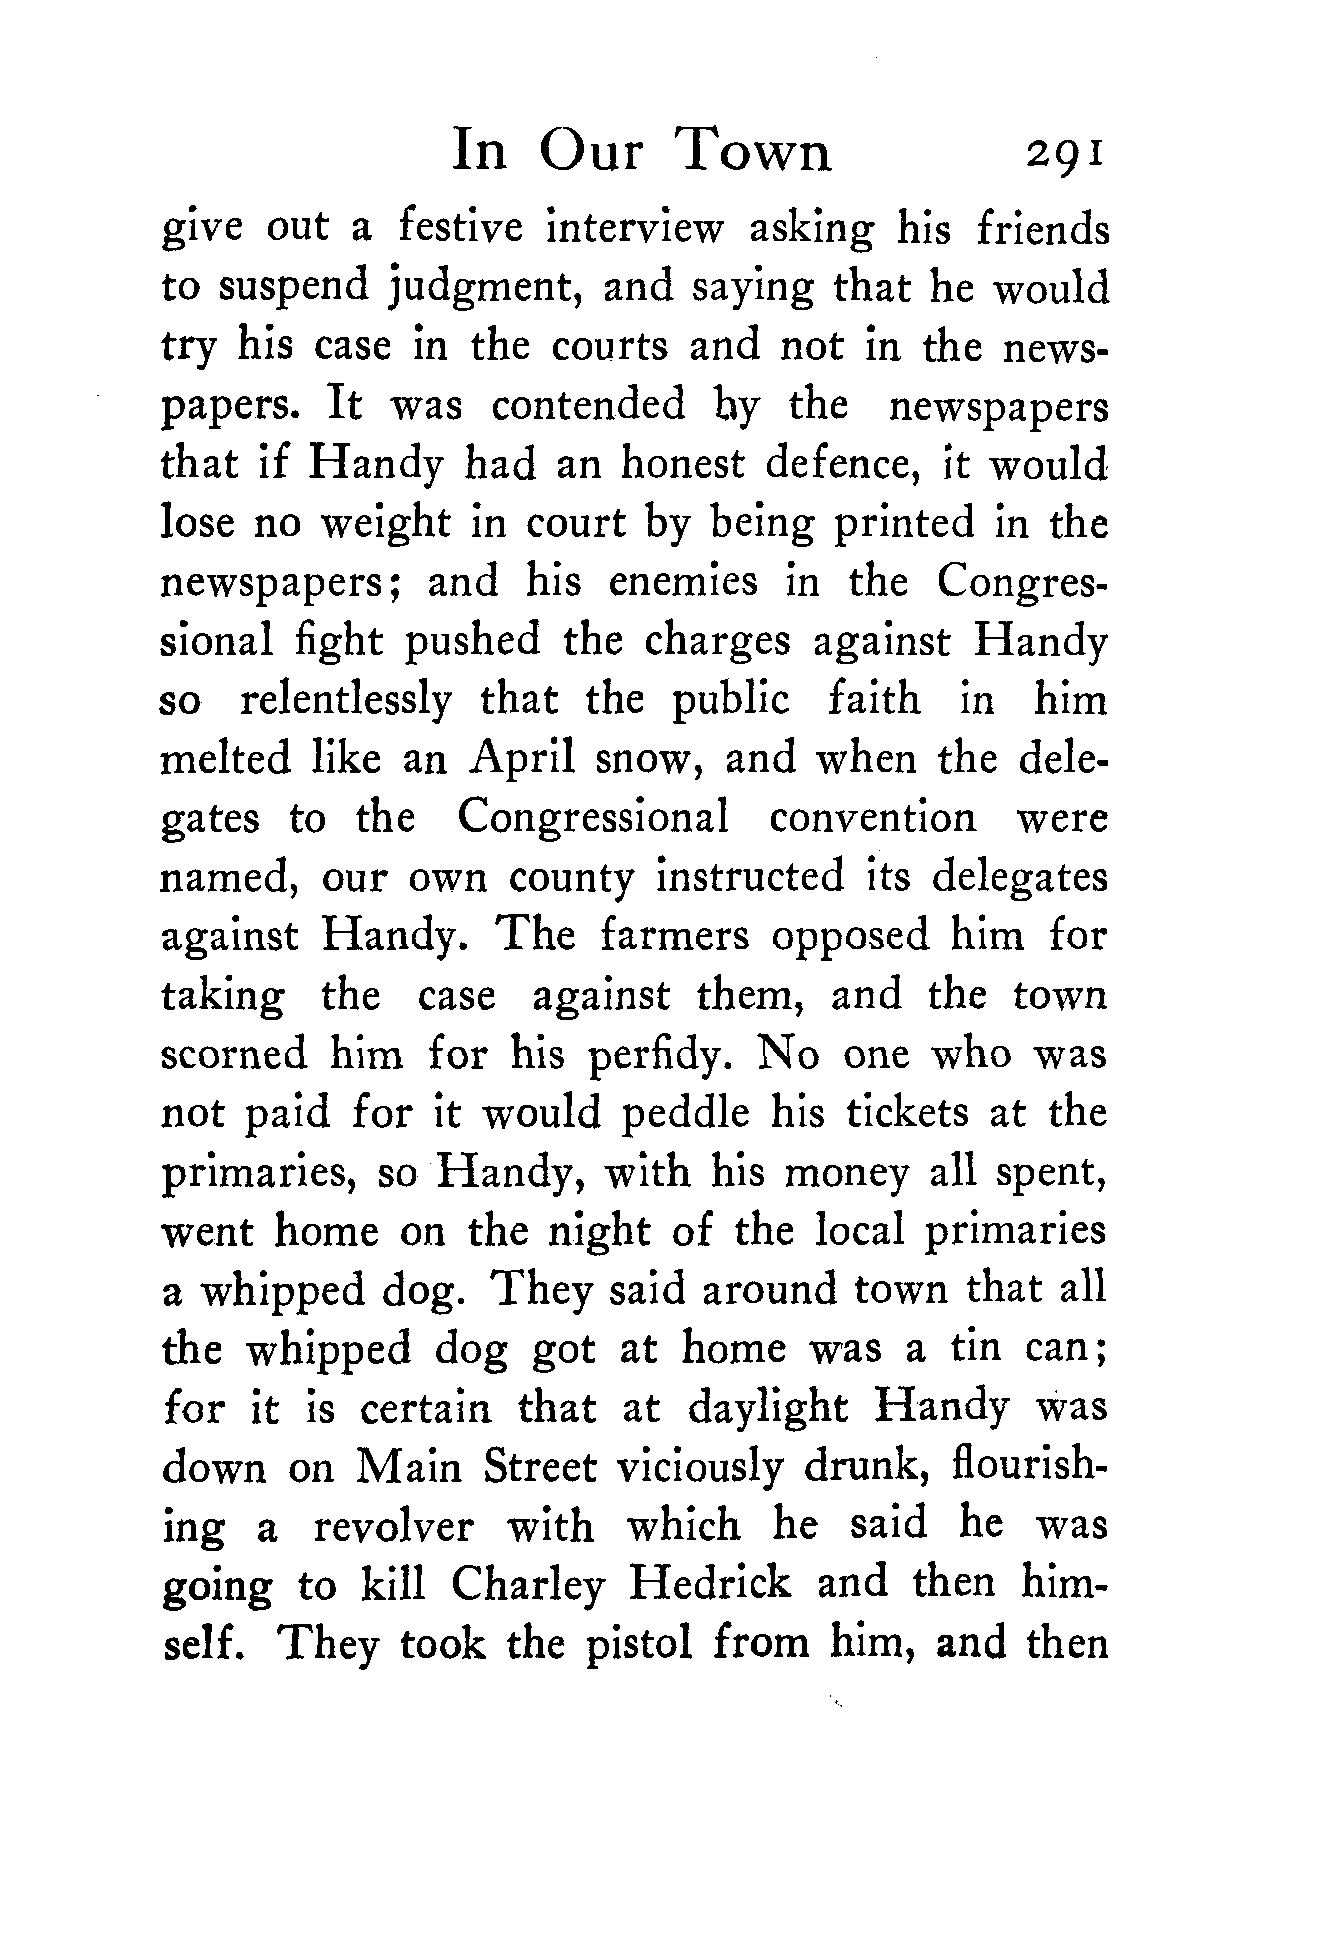 In Our Town 291
give out a festive interview asking his friends
to suspend judgment, and saying that he would
try his case in the courts and not in the news-
papers. It was contended by the newspapers
that if Handy had an honest defence, it would
lose no weight in court by being printed in the
newspapers; and his enemies in the Congres-
sional fight pushed the charges against Handy
so relentlessly that the public faith in him
melted like an April snow, and when the dele-
gates to the Congressional convention were
named, our own county instructed its delegates
against Handy. The farmers opposed him for
taking the case against them, and the town
scorned him for his perfidy. No one who was
not paid for it would peddle his tickets at the
primaries, so Handy, with his money all spent,
went home on the night of the local primaries
a whipped dog. They said around town that all
the whipped dog got at home was a tin can;
for it is certain that at daylight Handy was
down on Main Street viciously drunk, flourish-
ing a revolver with which he said he was
going to kill Charley Hedrick and then him-
self. They took the pistol from him, and then